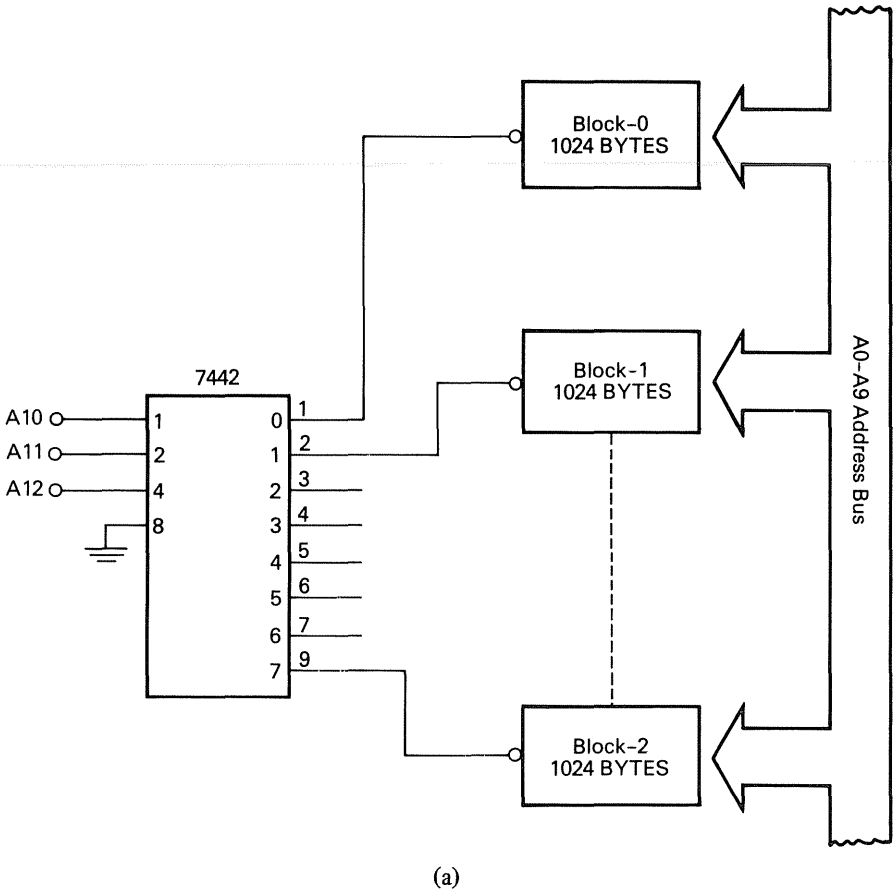 Block-0
1024 BYTES
Block-1
1024 BYTES
A0-A9 Address Bus
7442
A10
A11
A12
1
2
4
8
0 1
1 2
2 3
3 4
4 5
5 6
6 7
7 9
Block-2
1024 BYTES
(a)